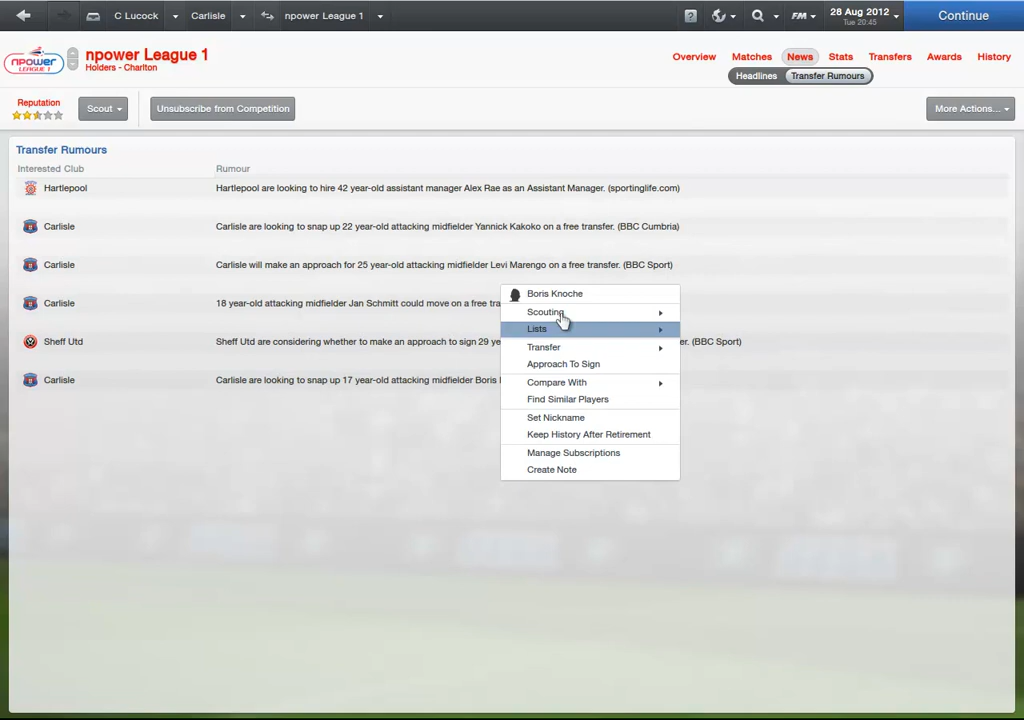 C Lucock Carlisle npower League 1 ? FM 28 Aug 2012 Continue
Tue 20:45
npower League 1
Holders - Charlton
npower
LEAGUE 1
Overview Matches News Stats Transfers Awards History
Headlines Transfer Rumours
Reputation
Scout Unsubscribe from Competition More Actions...
Transfer Rumours
Interested Club Rumour
Hartlepool Hartlepool are looking to hire 42 year-old assistant manager Alex Rae as an Assistant Manager. (sportinglife.com)
Carlisle Carlisle are looking to snap up 22 year-old attacking midfielder Yannick Kakoko on a free transfer. (BBC Cumbria)
Carlisle Carlisle will make an approach for 25 year-old attacking midfielder Levi Marengo on a free transfer. (BBC Sport)
Carlisle 18 year-old attacking midfielder Jan Schmitt could move on a free tra
Sheff Utd Sheff Utd are considering whether to make an approach to sign 29 ye er. (BBC Sport)
Carlisle Carlisle are looking to snap up 17 year-old attacking midfielder Boris
Boris Knoche
Scouting
Lists
Transfer
Approach To Sign
Compare With
Find Similar Players
Set Nickname
Keep History After Retirement
Manage Subscriptions
Create Note